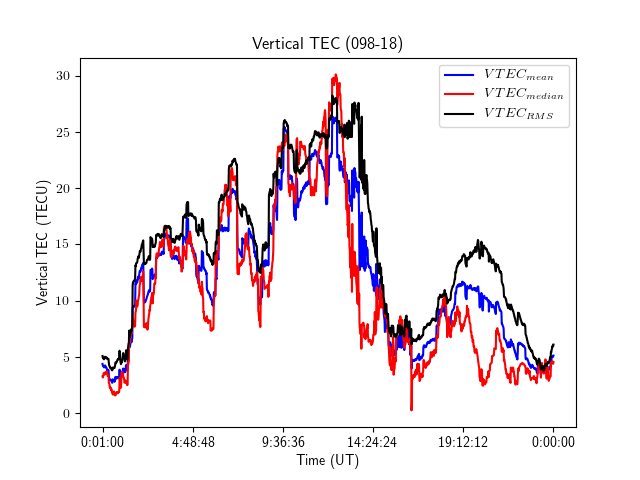 Vertical TEC (098-18)
VTEC_mean
VTEC_median
VTEC_RMS
30
25
20
15
10
5
0
Vertical TEC (TECU)
0:01:00 4:48:48 9:36:36 14:24:24 19:12:12 0:00:00
Time (UT)